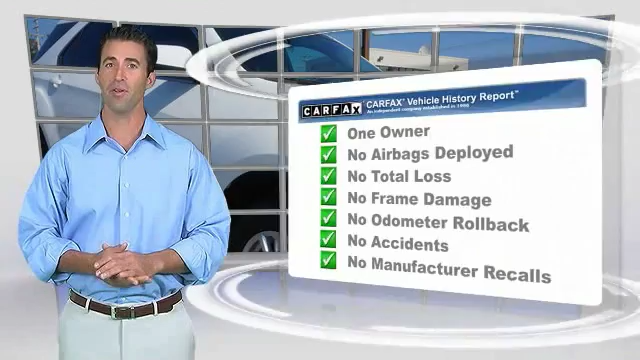 CARFAX CARFAX™ Vehicle History Report™
An independent company established in 1986
One Owner
No Airbags Deployed
No Total Loss
No Frame Damage
No Odometer Rollback
No Accidents
No Manufacturer Recalls